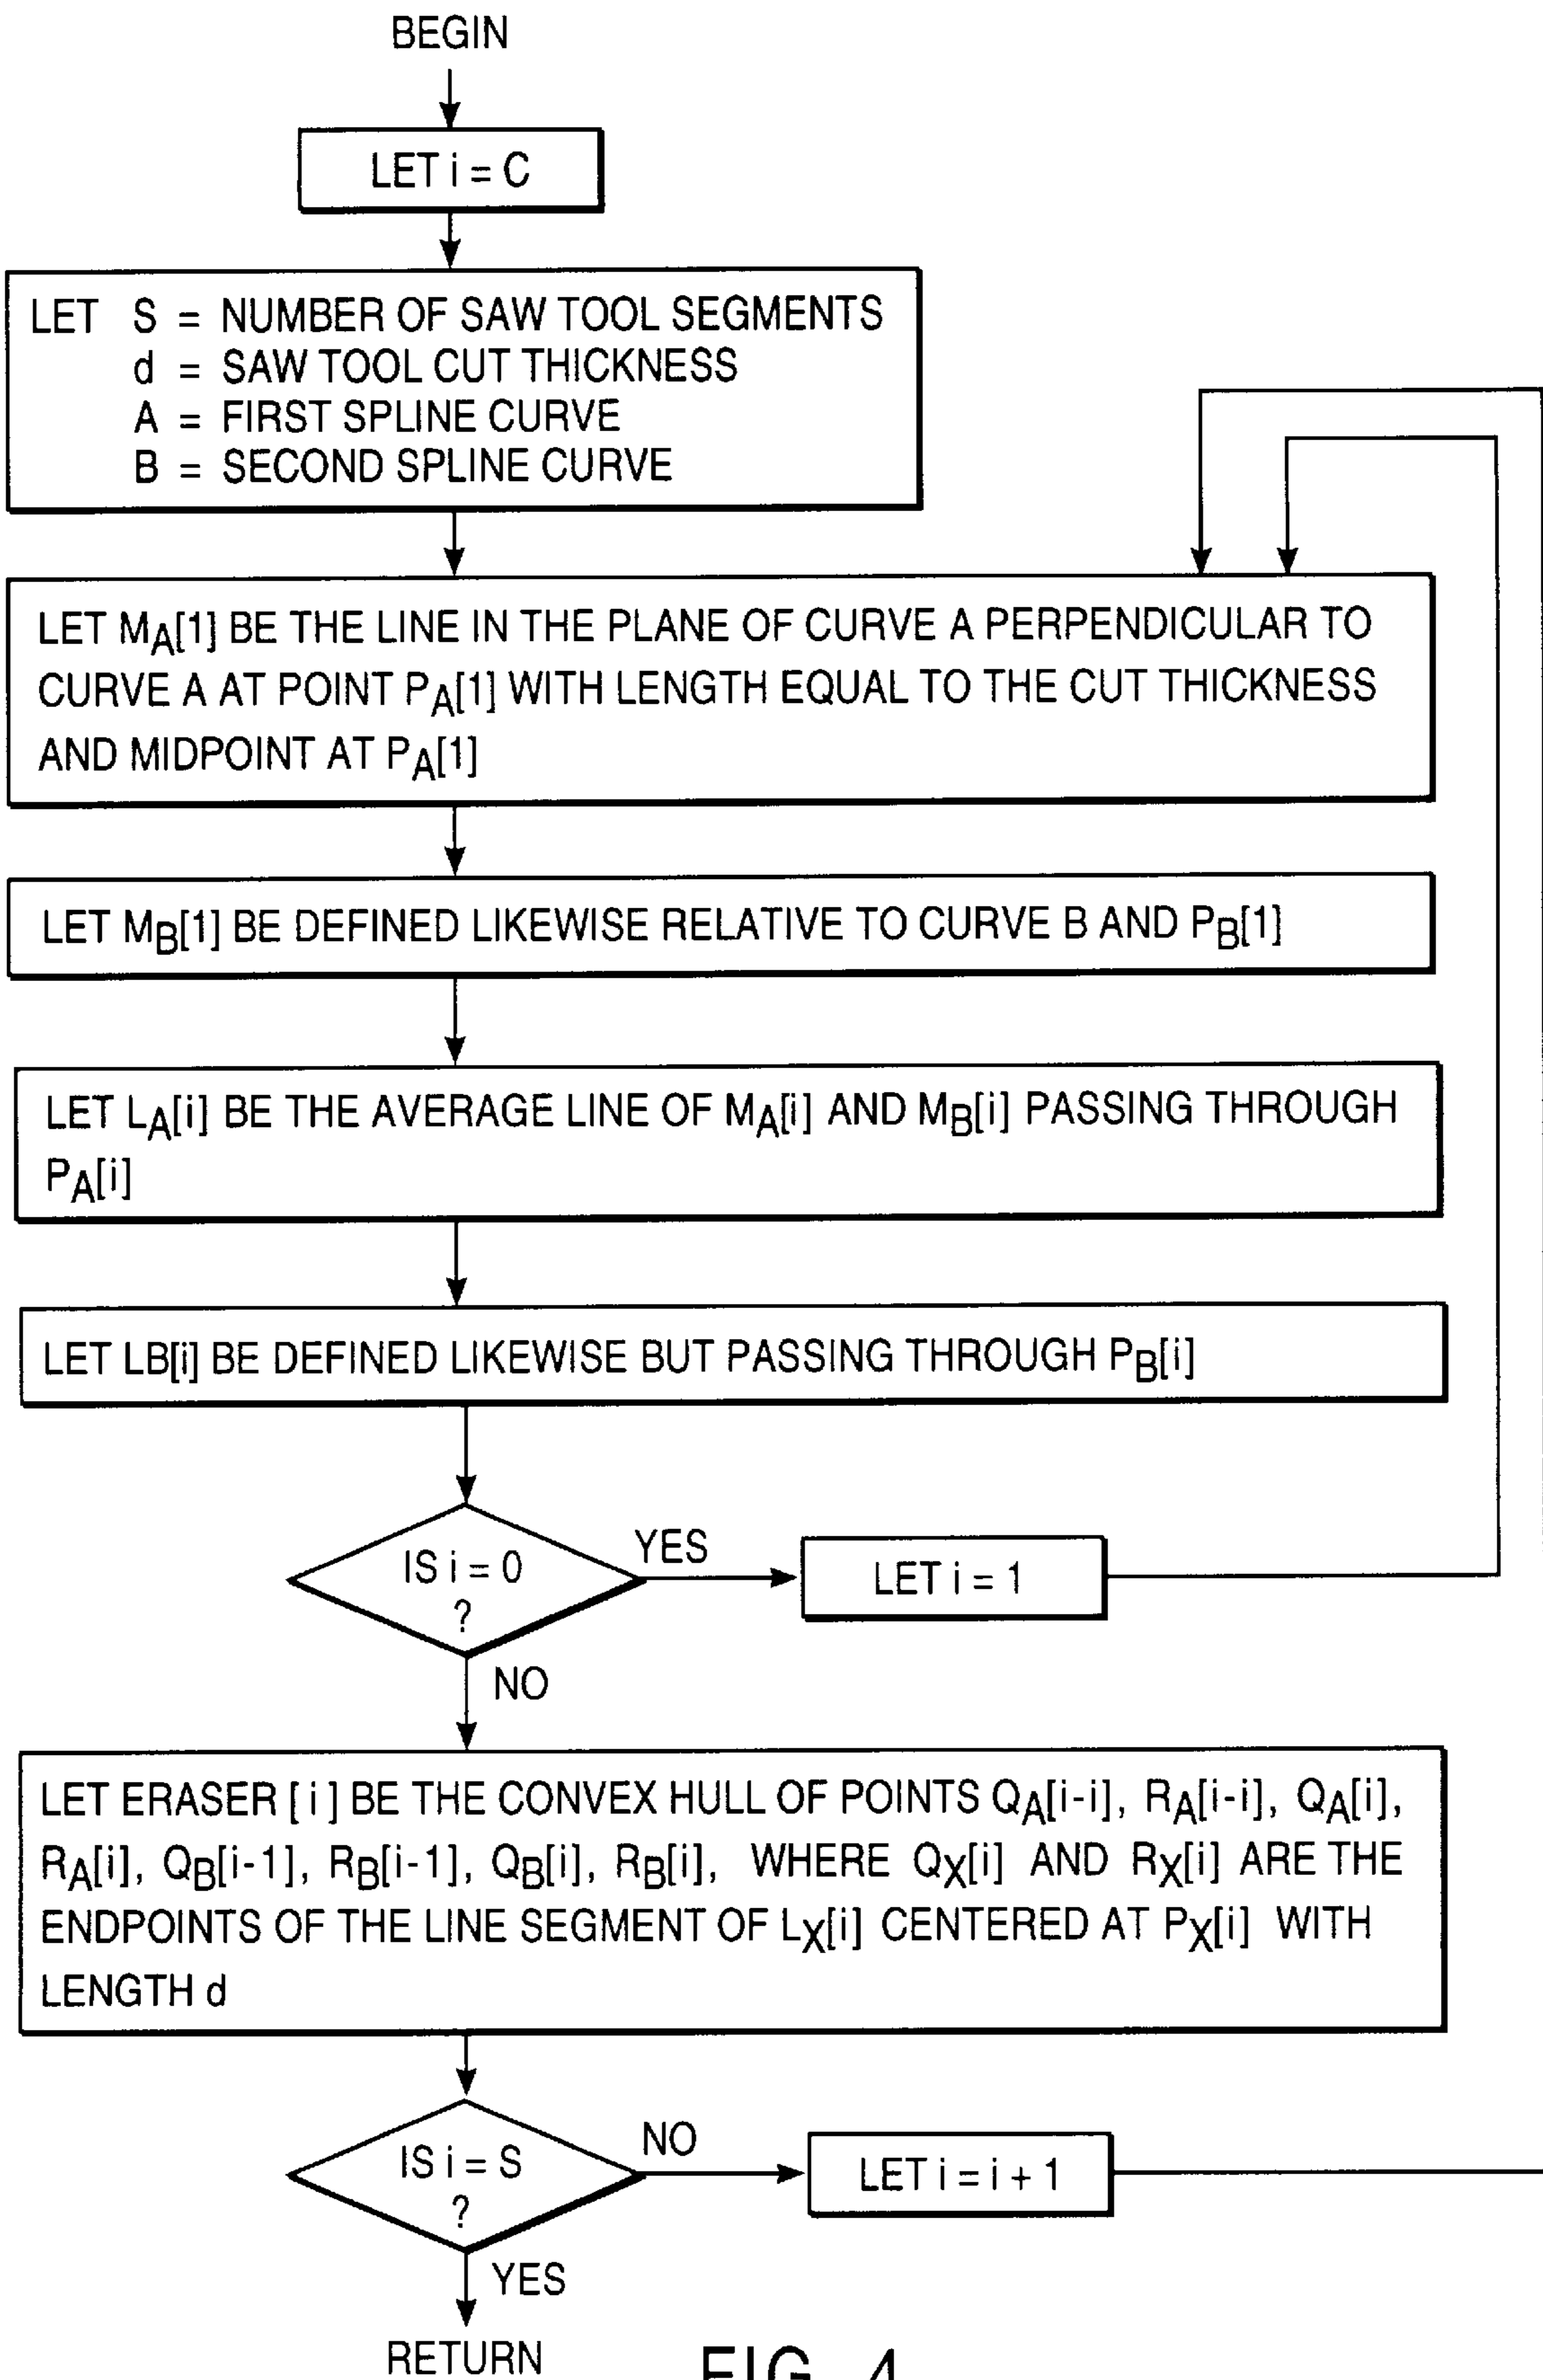 BEGIN
LET i = C
LET S = NUMBER OF SAW TOOL SEGMENTS
d = SAW TOOL CUT THICKNESS
A = FIRST SPLINE CURVE
B = SECOND SPLINE CURVE
LET MA[1] BE THE LINE IN THE PLANE OF CURVE A PERPENDICULAR TO
CURVE A AT POINT PA[1] WITH LENGTH EQUAL TO THE CUT THICKNESS
AND MIDPOINT AT PA[1]
LET MB[1] BE DEFINED LIKEWISE RELATIVE TO CURVE B AND PB[1]
LET LA[i] BE THE AVERAGE LINE OF MA[i] AND MB[i] PASSING THROUGH
PA[i]
LET LB[i] BE DEFINED LIKEWISE BUT PASSING THROUGH PB[i]
IS i = 0
?
YES
LET i = 1
NO
LET ERASER [ i ] BE THE CONVEX HULL OF POINTS QA[i-i], RA[i-i], QA[i],
RA[i], QB[i-1], RB[i-1], QB[i], RB[i], WHERE QX[i] AND RX[i] ARE THE
ENDPOINTS OF THE LINE SEGMENT OF LX[i] CENTERED AT PX[i] WITH
LENGTH d
IS i = S
?
NO
LET i = i + 1
YES
RETURN
FIG. 4